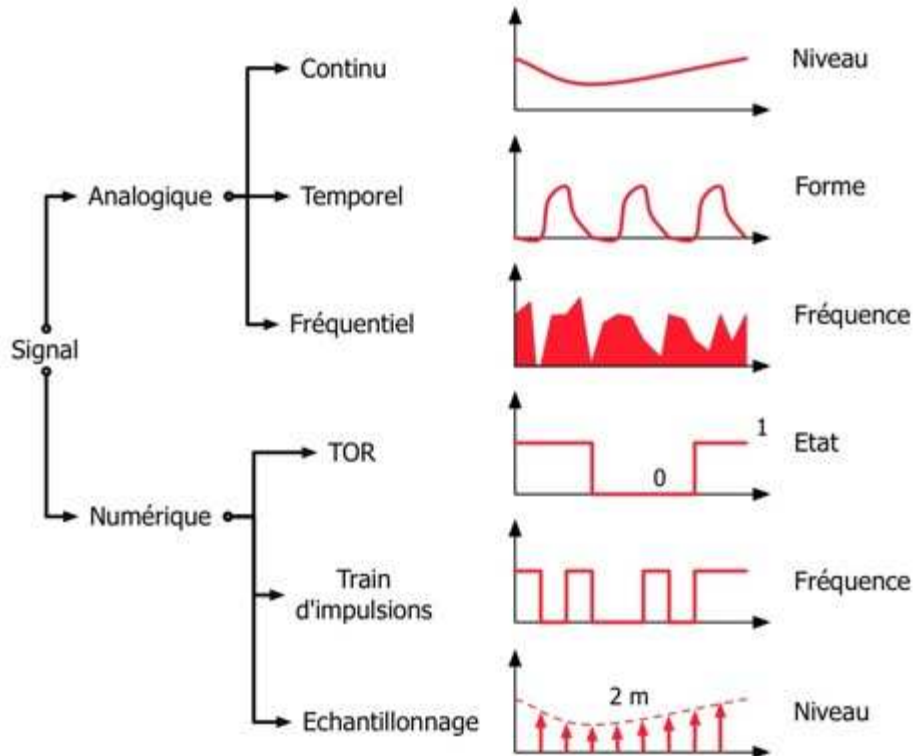 Continu
Niveau
Analogique
Temporel
Forme
Fréquentiel
Fréquence
Signal
TOR
0
1
Etat
Numérique
Train
d'impulsions
Fréquence
Echantillonnage
2 m
Niveau